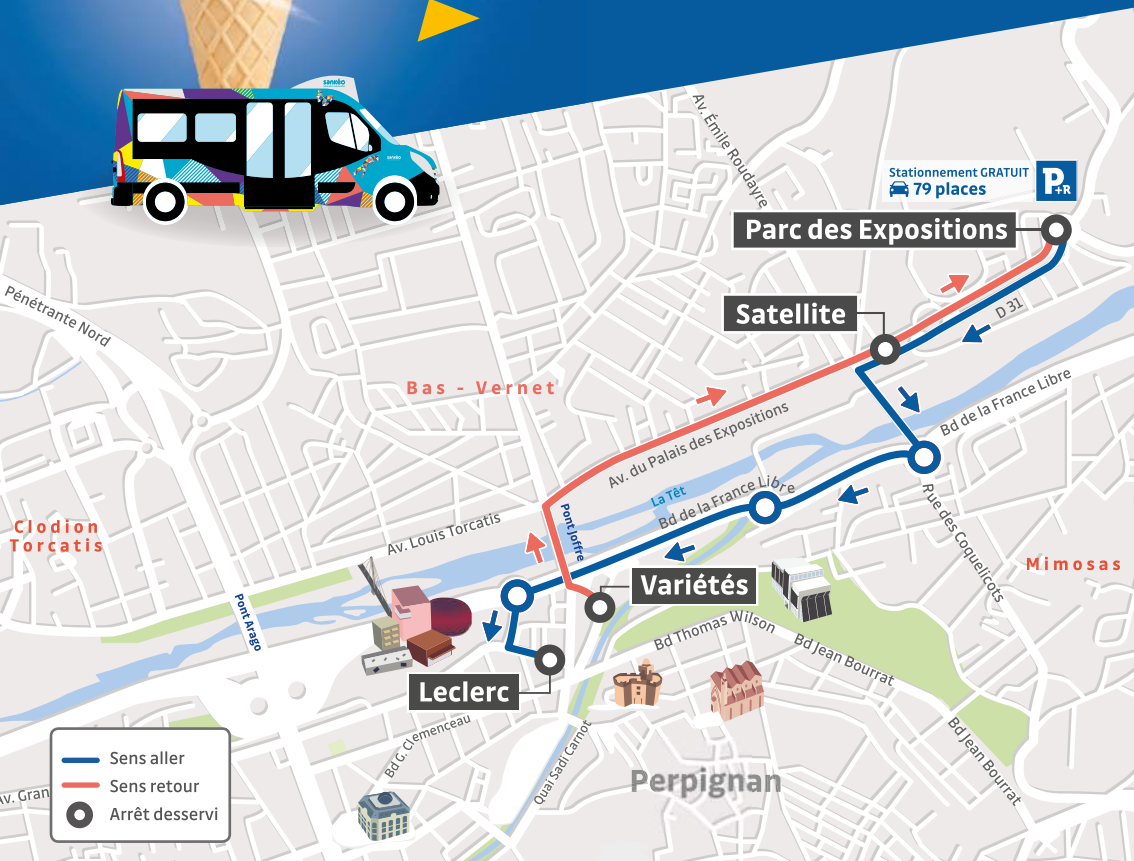 sankéo
sankéo
Av. Émile Roudayre
Stationnement GRATUIT
79 places
P+R
Parc des Expositions
Satellite
D 31
Pénétrante Nord
Bas - Vernet
Bd de la France Libre
Av. du Palais des Expositions
La Têt
Bd de la France Libre
Pont Joffre
Av. Louis Torcatis
Clodion
Torcatis
Rue des Coquelicots
Mimosas
Variétés
Pont Arago
Bd Thomas Wilson
Bd Jean Bourrat
Leclerc
Bd G. Clemenceau
Quai Sadi Carnot
Bd Jean Bourrat
Perpignan
Av. Gran
Sens aller
Sens retour
Arrêt desservi